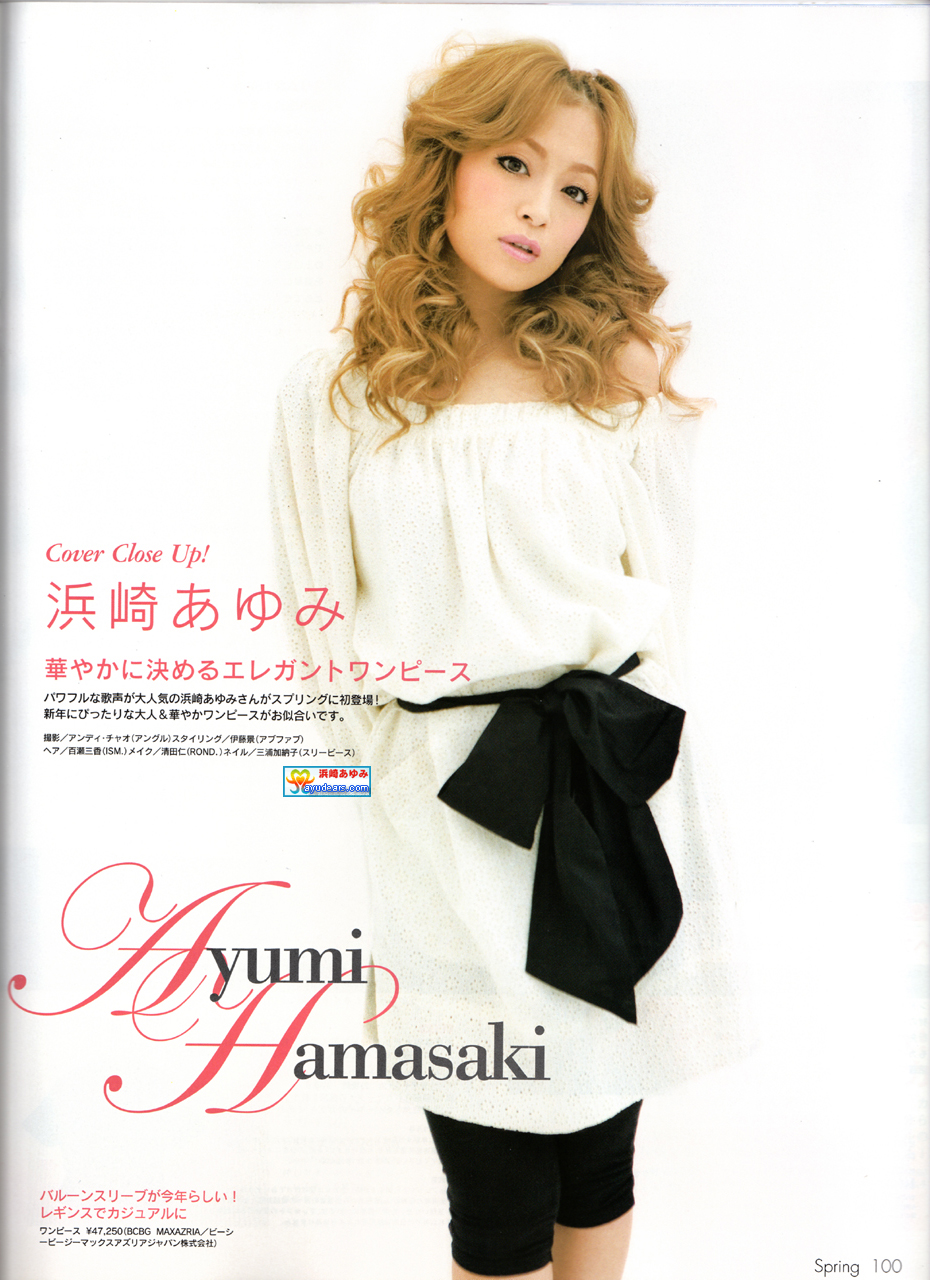 Cover Close Up!
浜崎あゆみ
華やかに決めるエレガントワンピース
パワフルな歌声が大人気の浜崎あゆみさんがスプリングに初登場!
新年にぴったりな大人&華やかワンピースがお似合いです。
撮影/アンディ・チャオ(アングル)スタイリング/伊藤景(アブファブ)
ヘア/百瀬三香(ISM.)メイク/清田仁(ROND.)ネイル/三浦加納子(スリーピース)
浜崎あゆみ
ayudears.com
Ayumi
Hamasaki
バルーンスリーブが今年らしい!
レギンスでカジュアルに
ワンピース ¥47,250(BCBG MAXAZRIA/ビーシ
ービージーマックスアズリアジャパン株式会社)
Spring 100